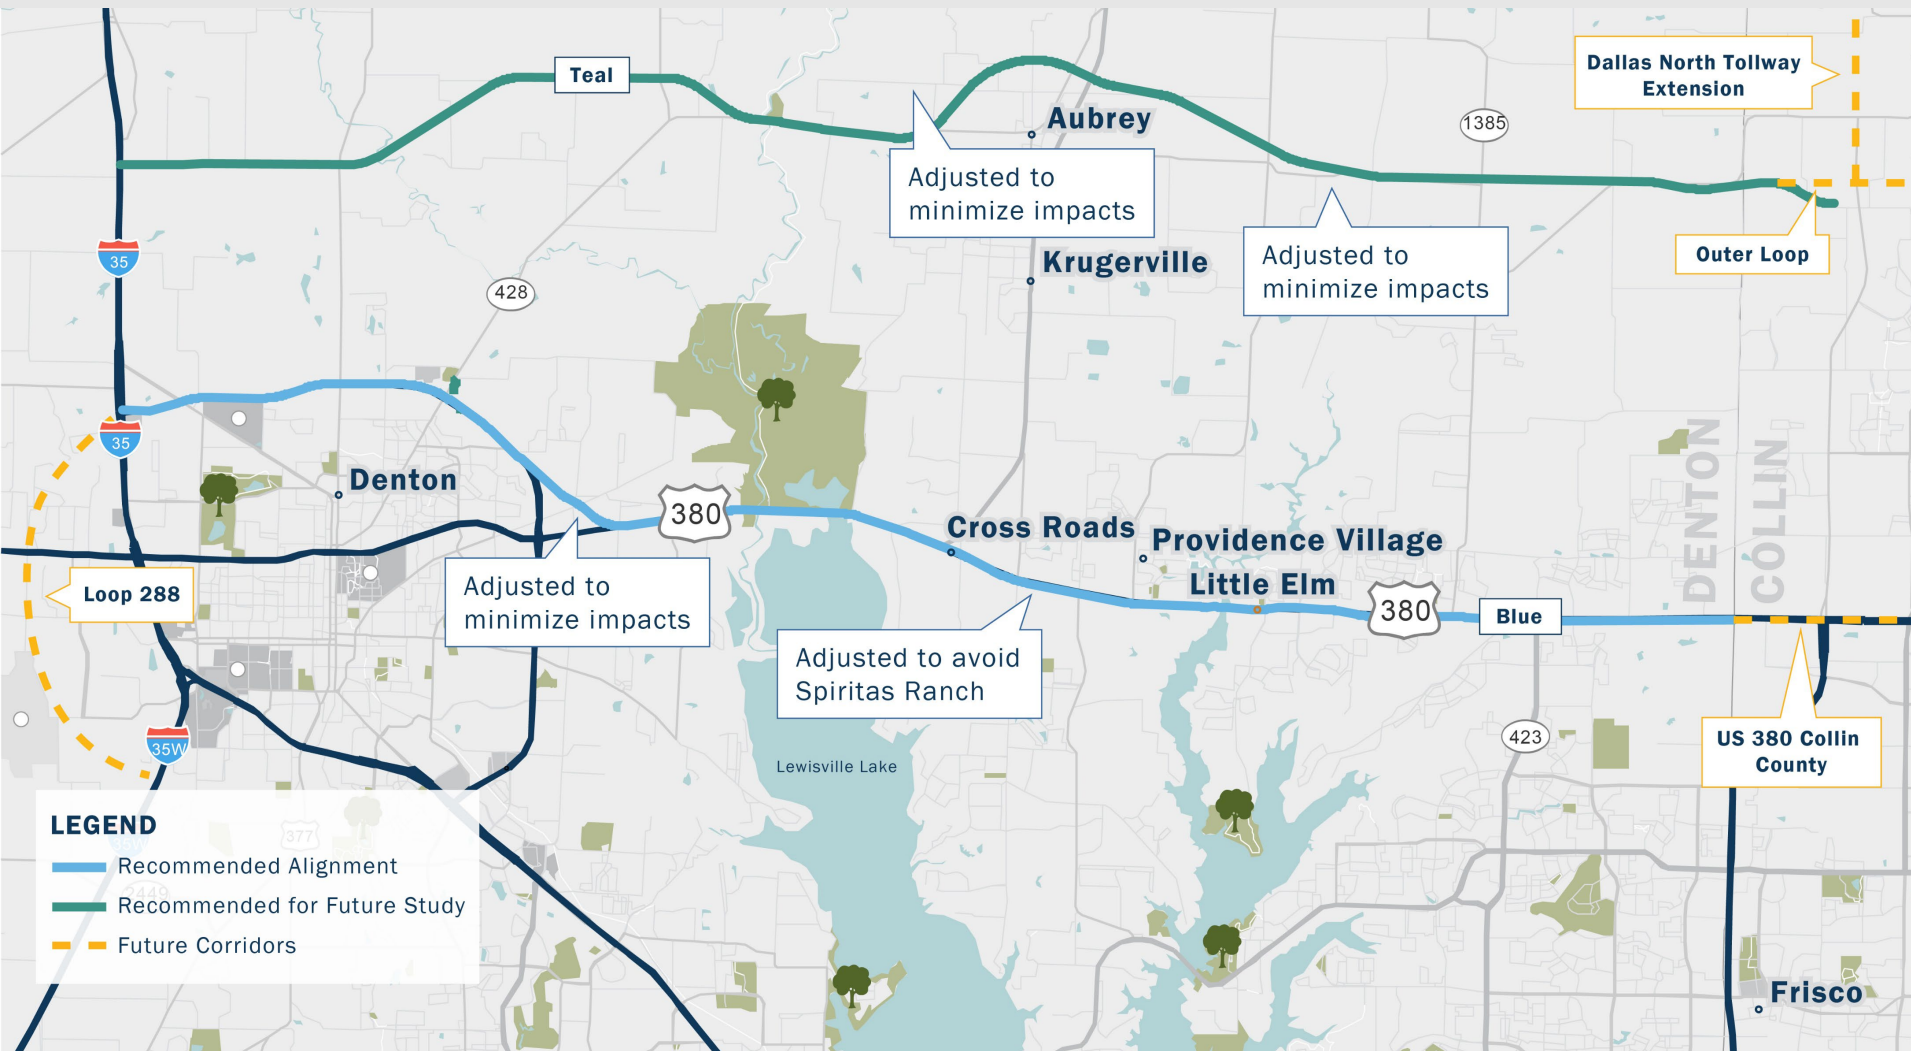 Teal
Dallas North Tollway
Extension
Aubrey
1385
Adjusted to
minimize impacts
Outer Loop
35
Krugerville
Adjusted to
minimize impacts
428
35
Denton
DENTON
COLLIN
380
Cross Roads
Providence Village
Little Elm
Loop 288
Adjusted to
minimize impacts
380
Blue
Adjusted to avoid
Spiritas Ranch
35W
423
US 380 Collin
County
Lewisville Lake
LEGEND
377
35W
Recommended Alignment
2449
Recommended for Future Study
Future Corridors
Frisco